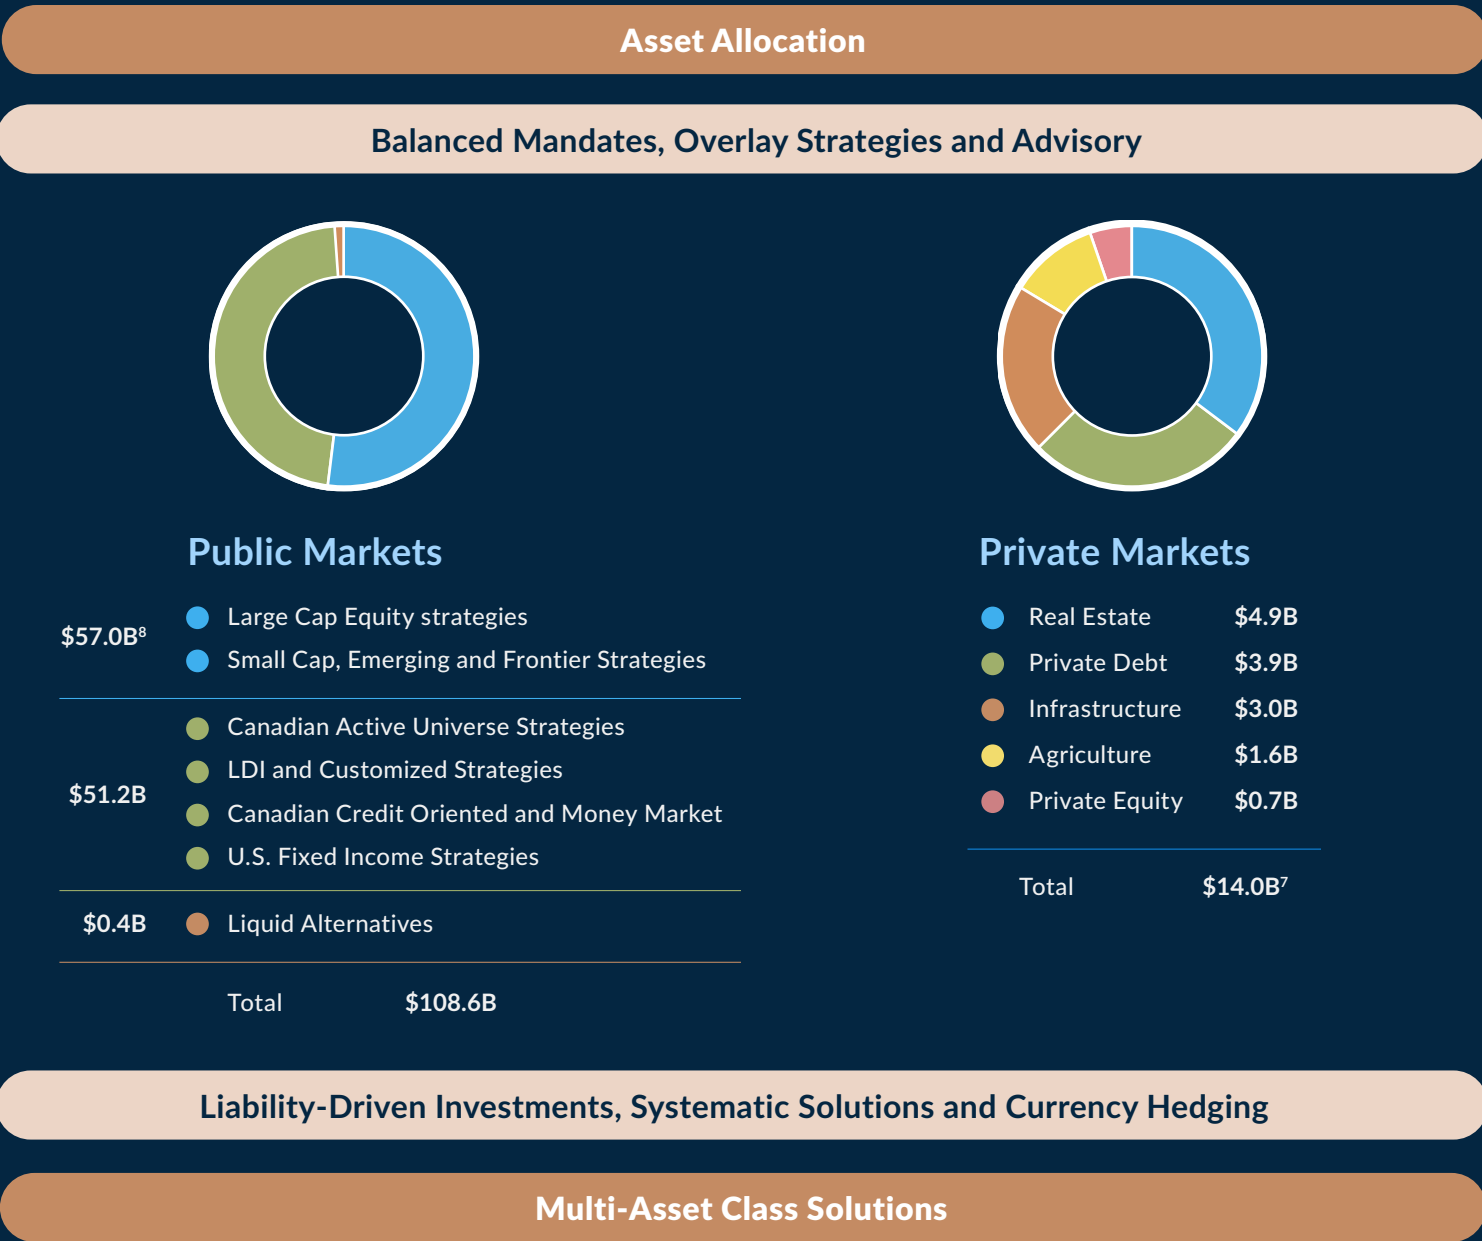 Asset Allocation
Balanced Mandates, Overlay Strategies and Advisory
Public Markets
$57.0B⁸
Large Cap Equity strategies
Small Cap, Emerging and Frontier Strategies
$51.2B
Canadian Active Universe Strategies
LDI and Customized Strategies
Canadian Credit Oriented and Money Market
U.S. Fixed Income Strategies
$0.4B Liquid Alternatives
Total $108.6B
Private Markets
Real Estate $4.9B
Private Debt $3.9B
Infrastructure $3.0B
Agriculture $1.6B
Private Equity $0.7B
Total $14.0B⁷
Liability-Driven Investments, Systematic Solutions and Currency Hedging
Multi-Asset Class Solutions